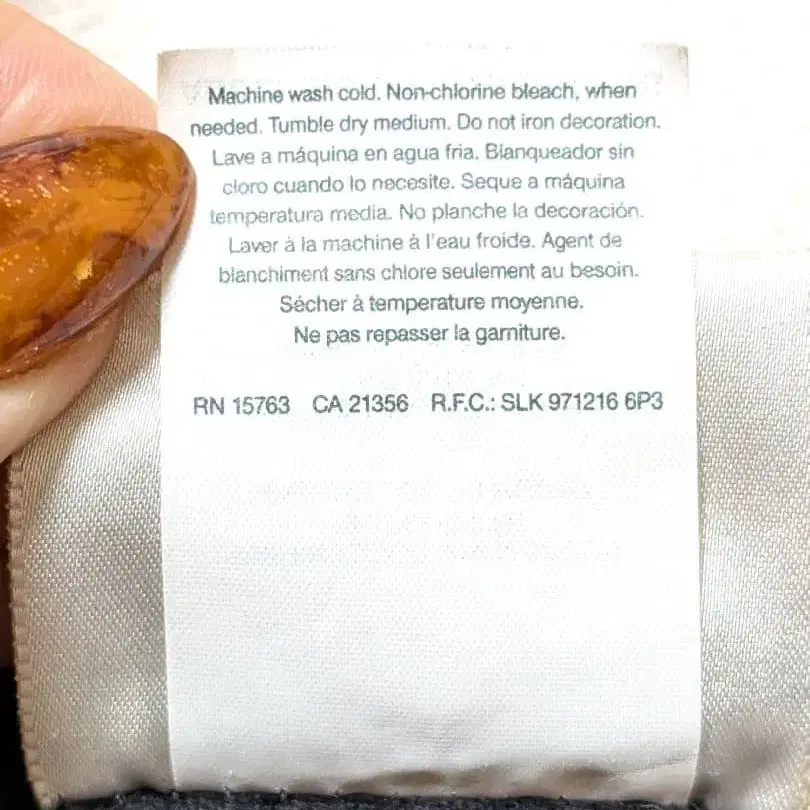 Machine wash cold. Non-chlorine bleach, when
needed. Tumble dry medium. Do not iron decoration.
Lave a máquina en agua fria. Blanqueador sin
cloro cuando lo necesite. Seque a máquina
temperatura media. No planche la decoración.
Laver à la machine à l'eau froide. Agent de
blanchiment sans chlore seulement au besoin.
Sécher à temperature moyenne.
Ne pas repasser la garniture.
RN 15763 CA 21356 R.F.C.: SLK 971216 6P3